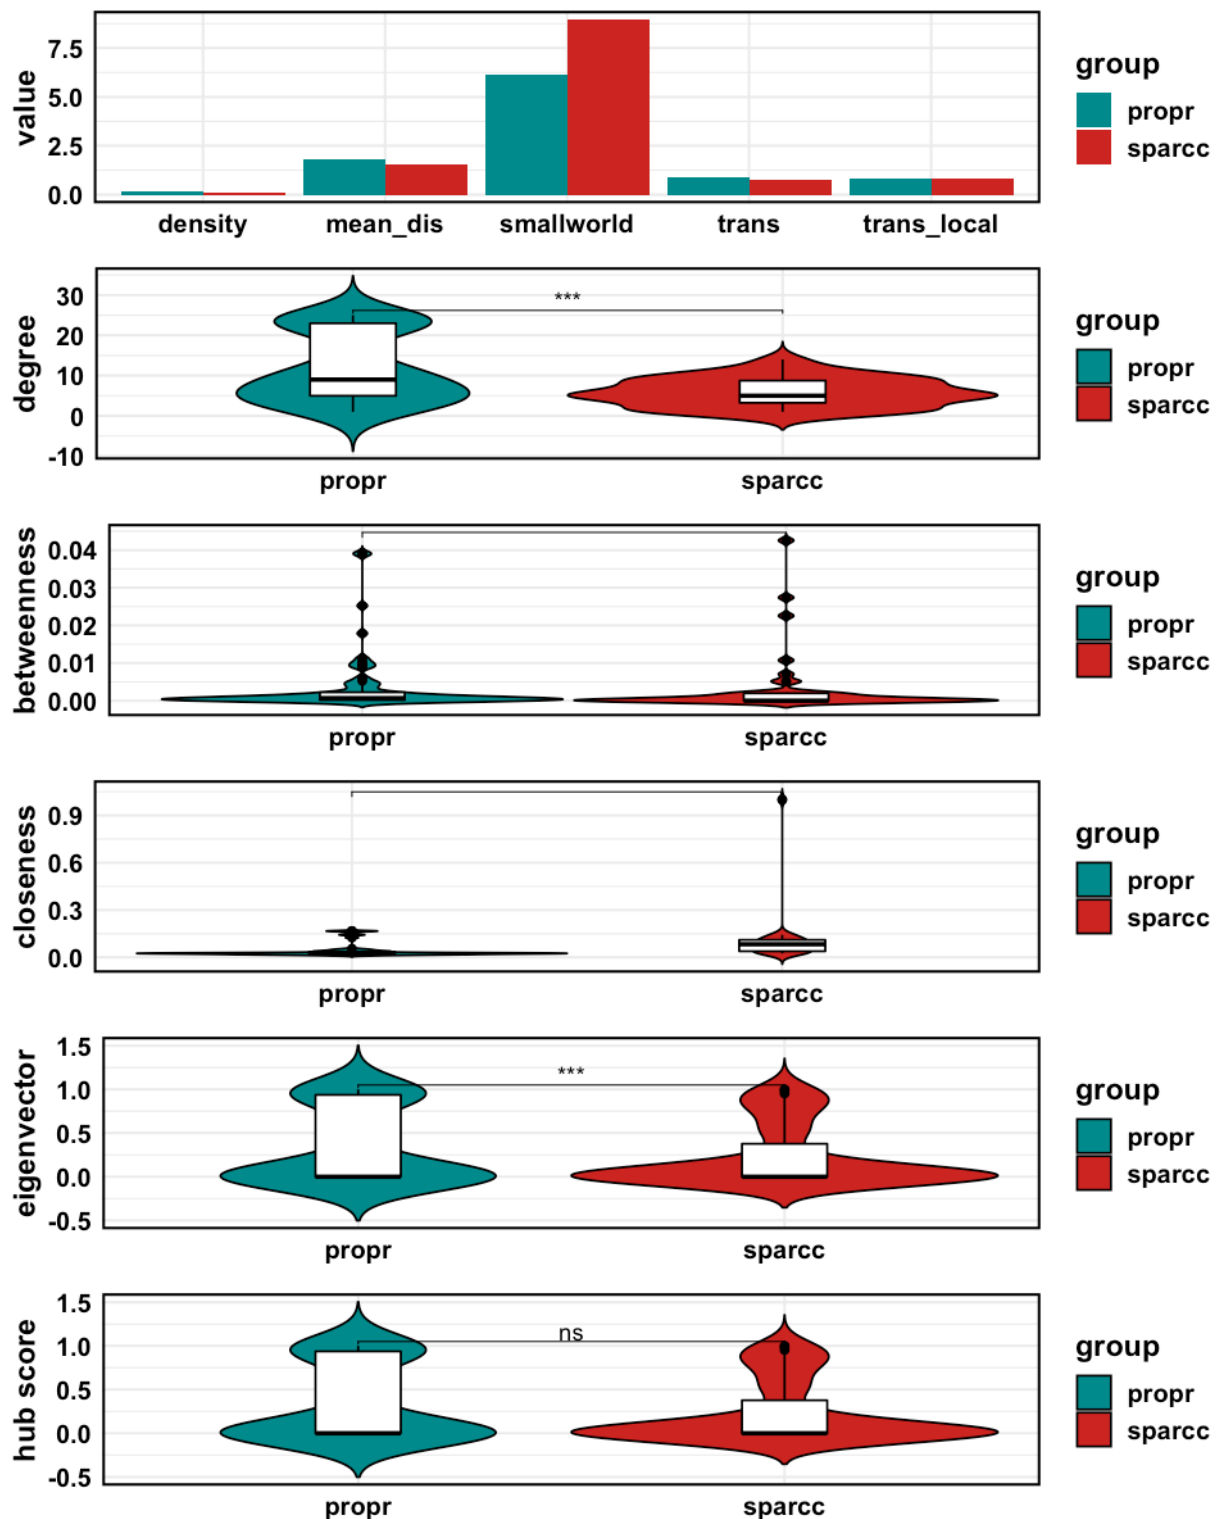 value
7.5
5.0
2.5
0.0
density mean_dis smallworld trans trans_local
group
propr
sparcc
degree
30
20
10
0
-10
***
propr sparcc
group
propr
sparcc
betweenness
0.04
0.03
0.02
0.01
0.00
propr sparcc
group
propr
sparcc
closeness
0.9
0.6
0.3
0.0
propr sparcc
group
propr
sparcc
eigenvector
1.5
1.0
0.5
0.0
-0.5
***
propr sparcc
group
propr
sparcc
hub score
1.5
1.0
0.5
0.0
-0.5
ns
propr sparcc
group
propr
sparcc